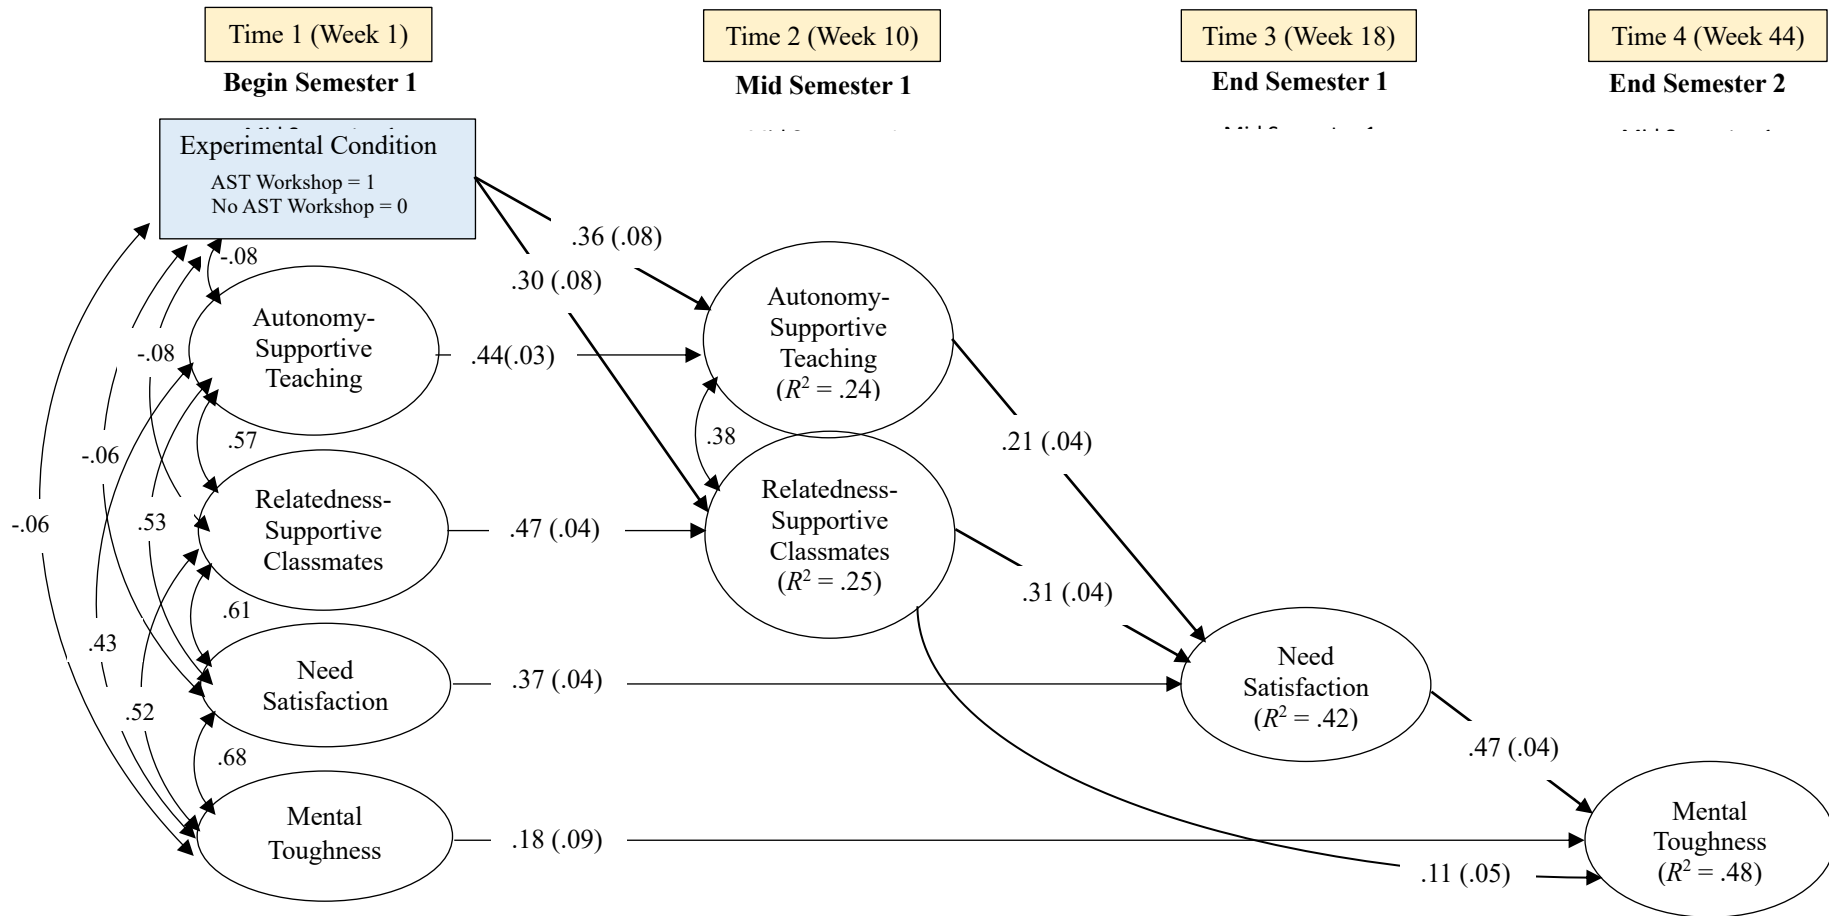 Time 1 (Week 1)
Time 2 (Week 10)
Time 3 (Week 18)
Time 4 (Week 44)
Begin Semester 1
Mid Semester 1
End Semester 1
End Semester 2
Experimental Condition
AST Workshop = 1
No AST Workshop = 0
-.08
.36 (.08)
.30 (.08)
Autonomy-
Supportive
Teaching
-.08
.44(.03)
Autonomy-
Supportive
Teaching
(R² = .24)
.57
-.06
.38
.21 (.04)
Relatedness-
Supportive
Classmates
-.06
.53
.47 (.04)
Relatedness-
Supportive
Classmates
(R² = .25)
.61
.31 (.04)
.43
Need
Satisfaction
.37 (.04)
Need
Satisfaction
(R² = .42)
.52
.68
.47 (.04)
Mental
Toughness
.18 (.09)
.11 (.05)
Mental
Toughness
(R² = .48)